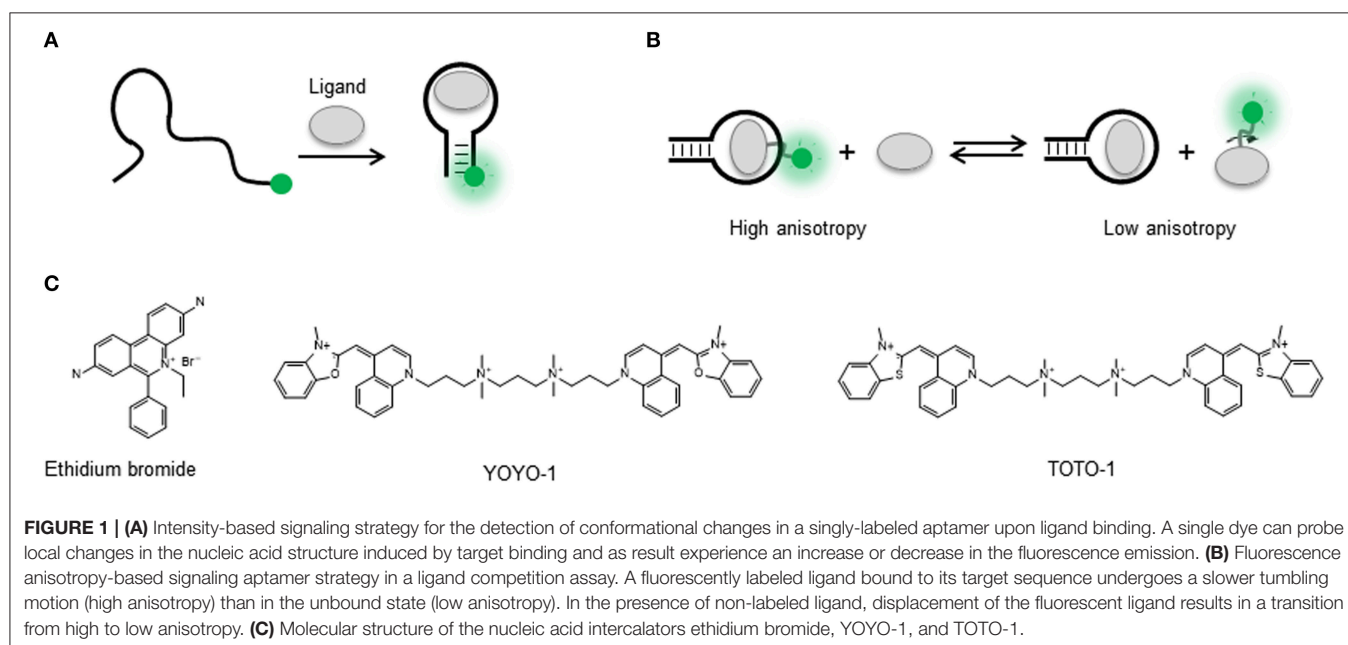 A
B
Ligand
+
+
High anisotropy
Low anisotropy
C
N
N⁺ Br⁻
N
Ethidium bromide
N+
O
N
N⁺
N⁺
N
N+
O
YOYO-1
N+
S
N
N⁺
N⁺
N
N+
S
TOTO-1
FIGURE 1 | (A) Intensity-based signaling strategy for the detection of conformational changes in a singly-labeled aptamer upon ligand binding. A single dye can probe
local changes in the nucleic acid structure induced by target binding and as result experience an increase or decrease in the fluorescence emission. (B) Fluorescence
anisotropy-based signaling aptamer strategy in a ligand competition assay. A fluorescently labeled ligand bound to its target sequence undergoes a slower tumbling
motion (high anisotropy) than in the unbound state (low anisotropy). In the presence of non-labeled ligand, displacement of the fluorescent ligand results in a transition
from high to low anisotropy. (C) Molecular structure of the nucleic acid intercalators ethidium bromide, YOYO-1, and TOTO-1.